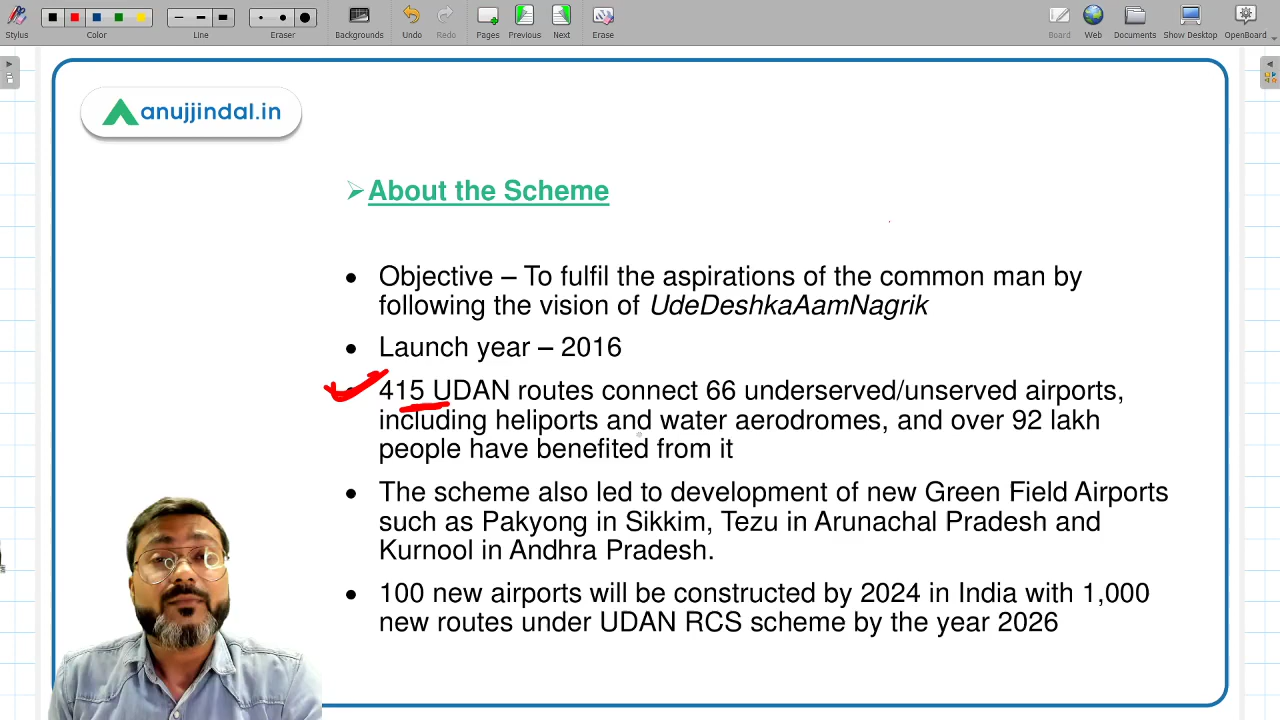 Stylus
Color
Line
Eraser
Backgrounds
Undo
Redo
Pages
Previous
Next
Erase
Board
Web
Documents
Show Desktop
OpenBoard
anujjindal.in
About the Scheme
Objective – To fulfil the aspirations of the common man by
following the vision of UdeDeshkaAamNagrik
Launch year – 2016
415 UDAN routes connect 66 underserved/unserved airports,
including heliports and water aerodromes, and over 92 lakh
people have benefited from it
The scheme also led to development of new Green Field Airports
such as Pakyong in Sikkim, Tezu in Arunachal Pradesh and
Kurnool in Andhra Pradesh.
100 new airports will be constructed by 2024 in India with 1,000
new routes under UDAN RCS scheme by the year 2026